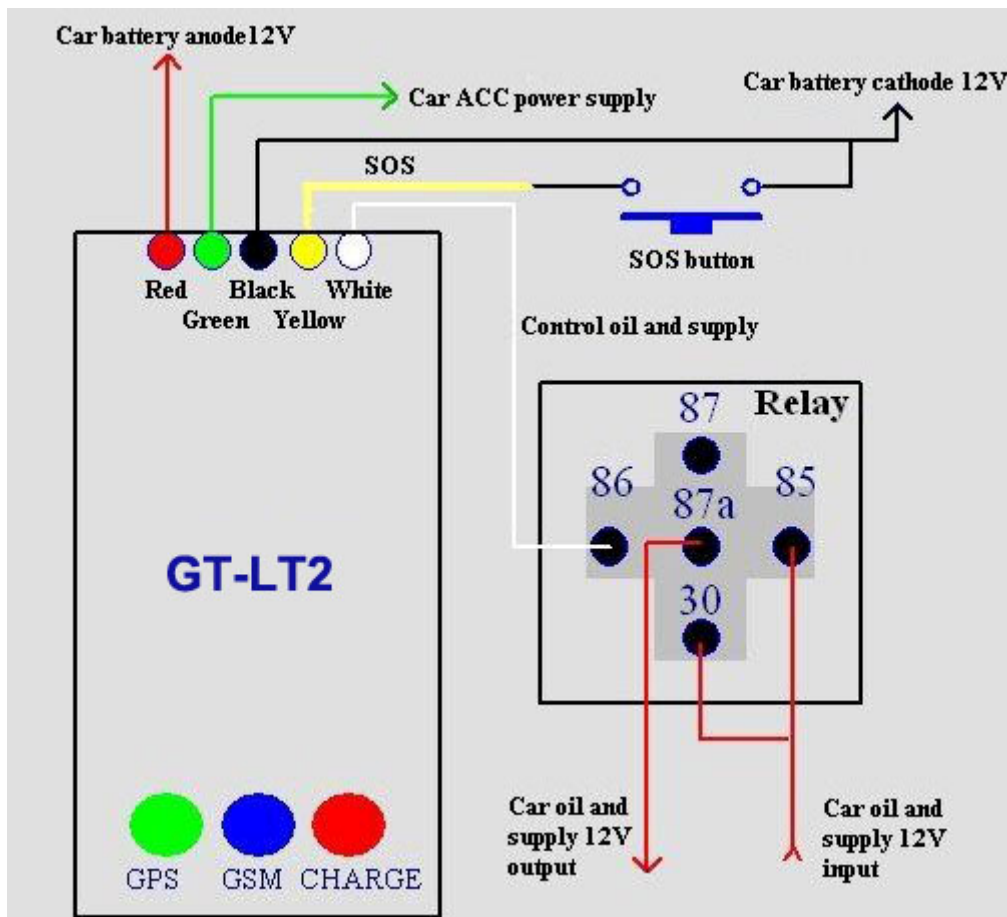 Car battery anode12V
Car ACC power supply
Car battery cathode 12V
SOS
SOS button
Red
Black
White
Green
Yellow
Control oil and supply
Relay
87
86
87a
85
30
GT-LT2
Car oil and
supply 12V
output
Car oil and
supply 12V
input
GPS
GSM
CHARGE